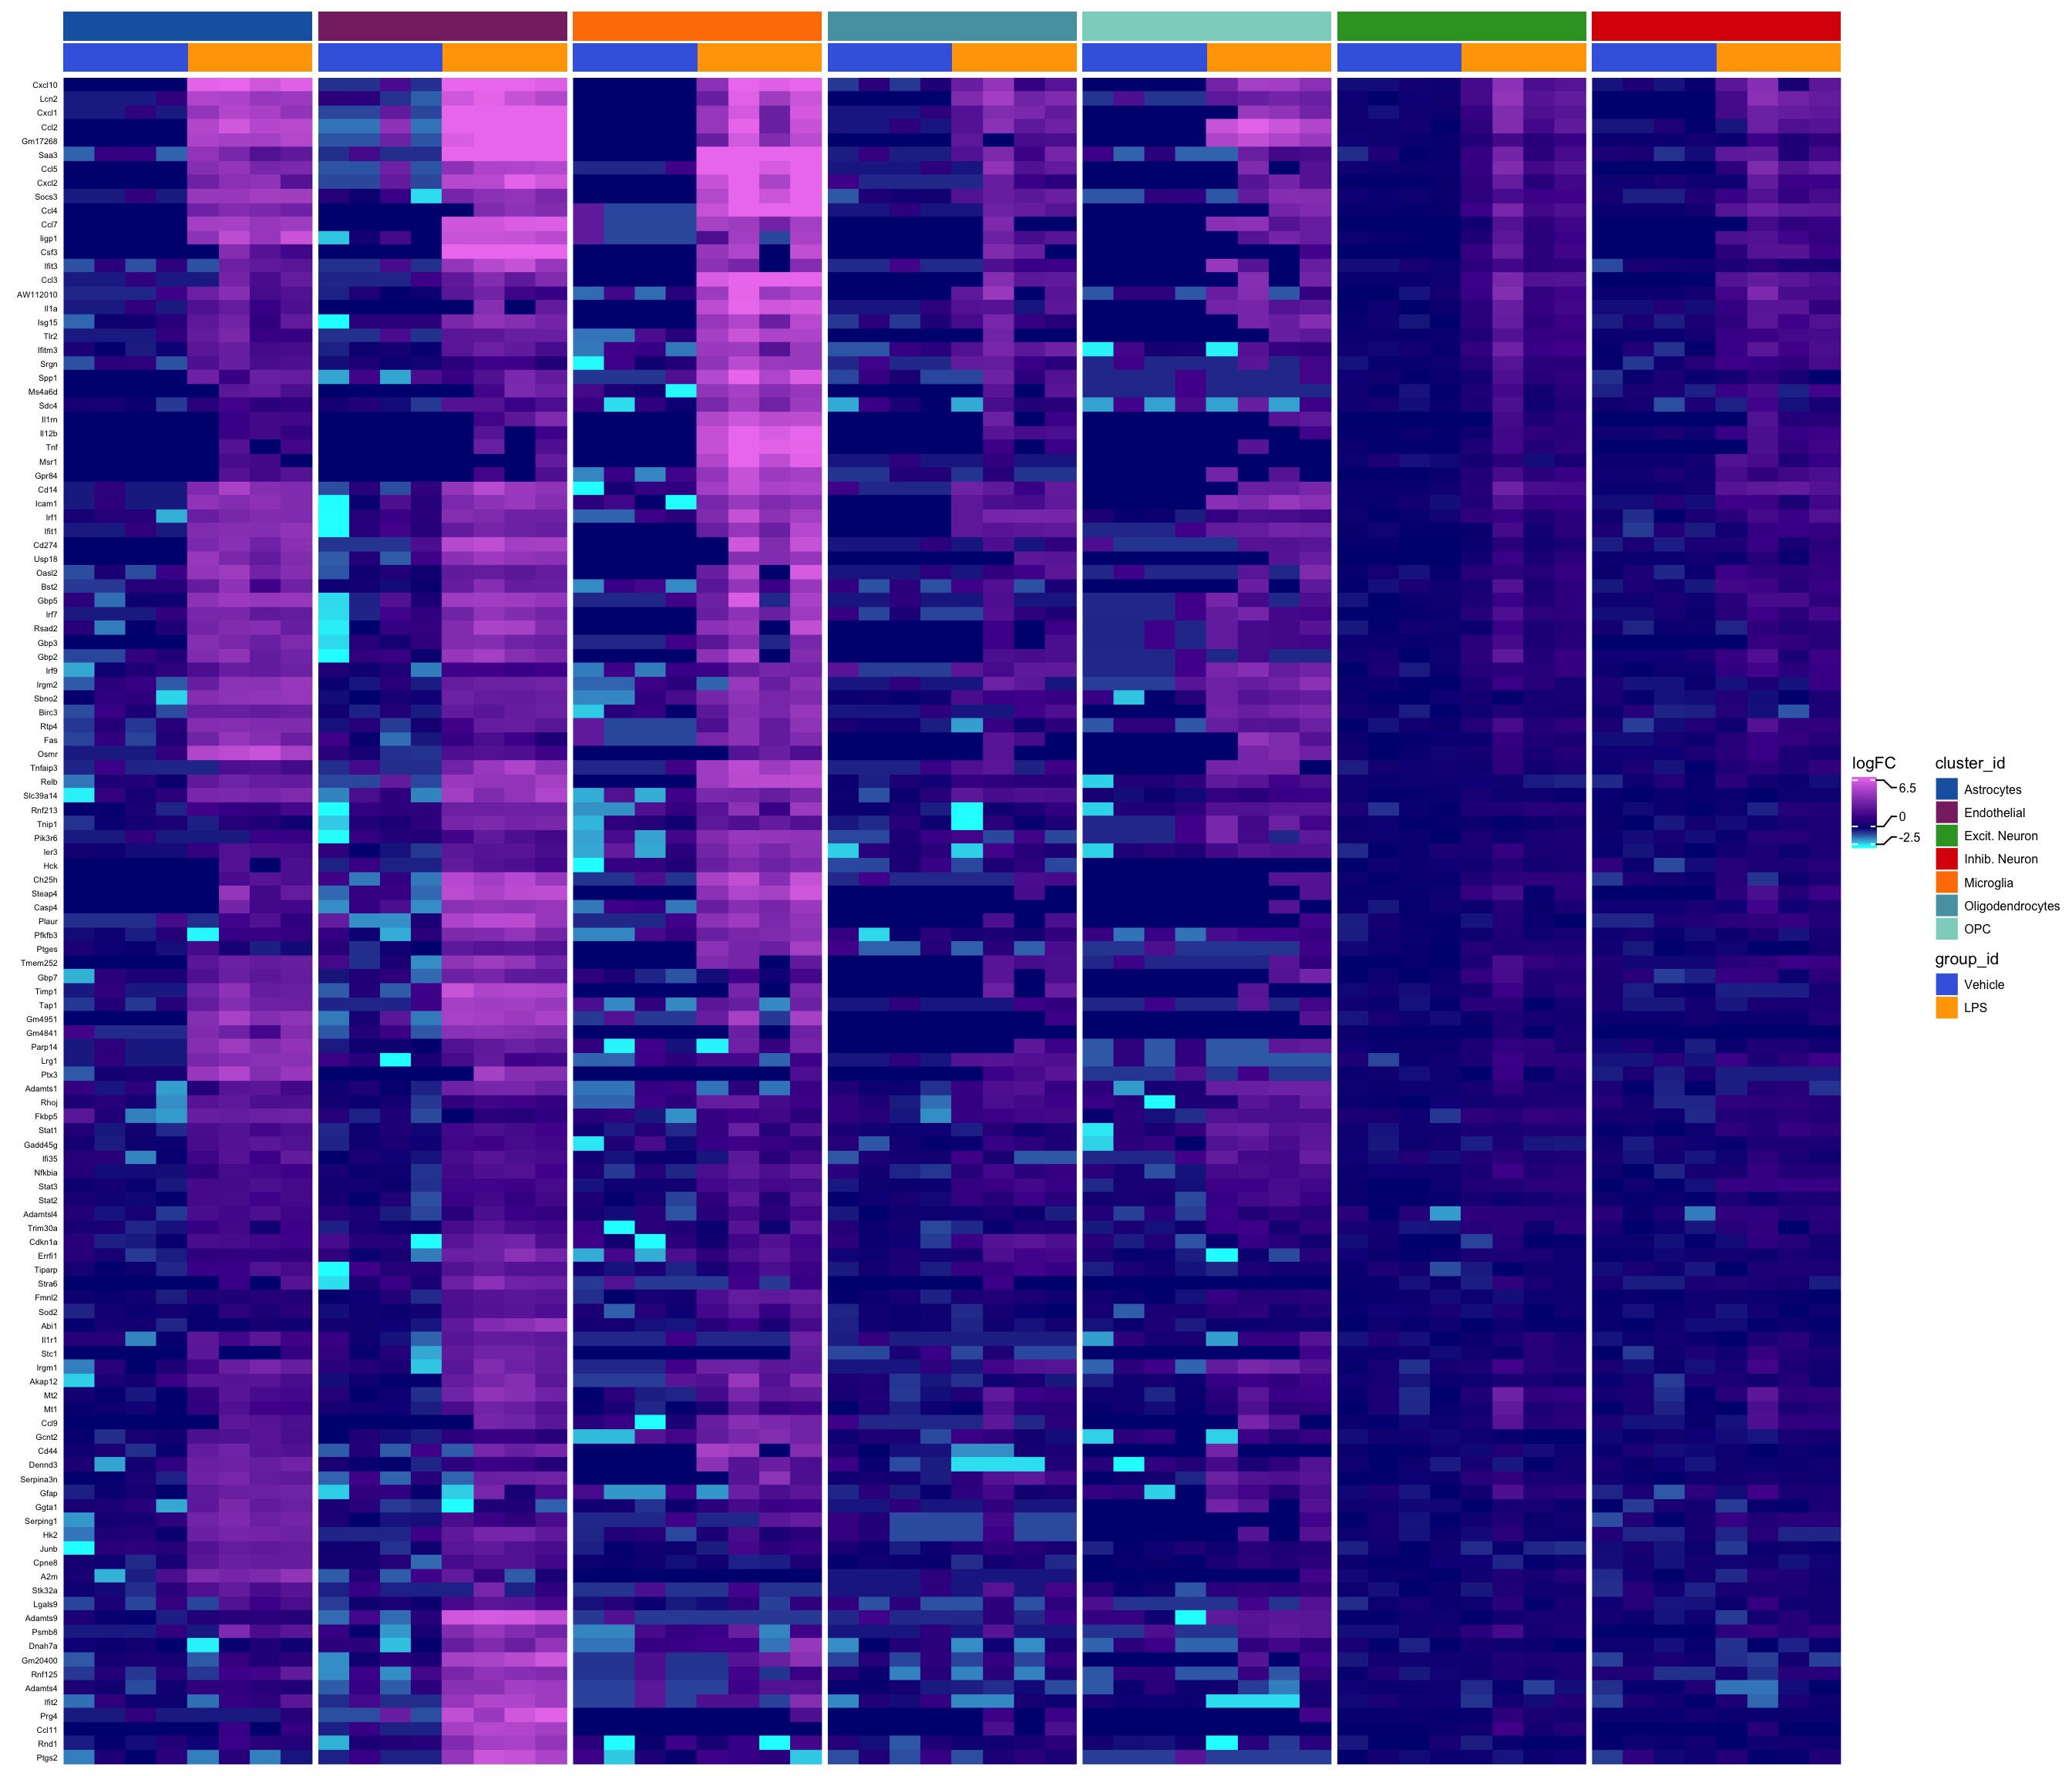 Cxcl10
Lcn2
Cxcl1
Ccl2
Gm17268
Saa3
Ccl5
Cxcl2
Socs3
Ccl4
Ccl7
Iigp1
Csf3
Ifit3
Ccl3
AW112010
Il1a
Isg15
Tlr2
Ifitm3
Srgn
Spp1
Ms4a6d
Sdc4
Il1rn
Il12b
Tnf
Msr1
Gpr84
Cd14
Icam1
Irf1
Ifit1
Cd274
Usp18
Oasl2
Bst2
Gbp5
Irf7
Rsad2
Gbp3
Gbp2
Irf9
Irgm2
Sbno2
Birc3
Rtp4
Fas
Osmr
Tnfaip3
Relb
Slc39a14
Rnf213
Tnip1
Pik3r6
Ier3
Hck
Ch25h
Steap4
Casp4
Plaur
Pfkfb3
Ptges
Tmem252
Gbp7
Timp1
Tap1
Gm4951
Gm4841
Parp14
Lrg1
Ptx3
Adamts1
Rhoj
Fkbp5
Stat1
Gadd45g
Ifi35
Nfkbia
Stat3
Stat2
Adamtsl4
Trim30a
Cdkn1a
Errfi1
Tiparp
Stra6
Fmnl2
Sod2
Abi1
Il1r1
Stc1
Irgm1
Akap12
Mt2
Mt1
Ccl9
Gcnt2
Cd44
Dennd3
Serpina3n
Gfap
Ggta1
Serping1
Hk2
Junb
Cpne8
A2m
Stk32a
Lgals9
Adamts9
Psmb8
Dnah7a
Gm20400
Rnf125
Adamts4
Ifit2
Prg4
Ccl11
Rnd1
Ptgs2
logFC
6.5
0
-2.5
cluster_id
Astrocytes
Endothelial
Excit. Neuron
Inhib. Neuron
Microglia
Oligodendrocytes
OPC
group_id
Vehicle
LPS